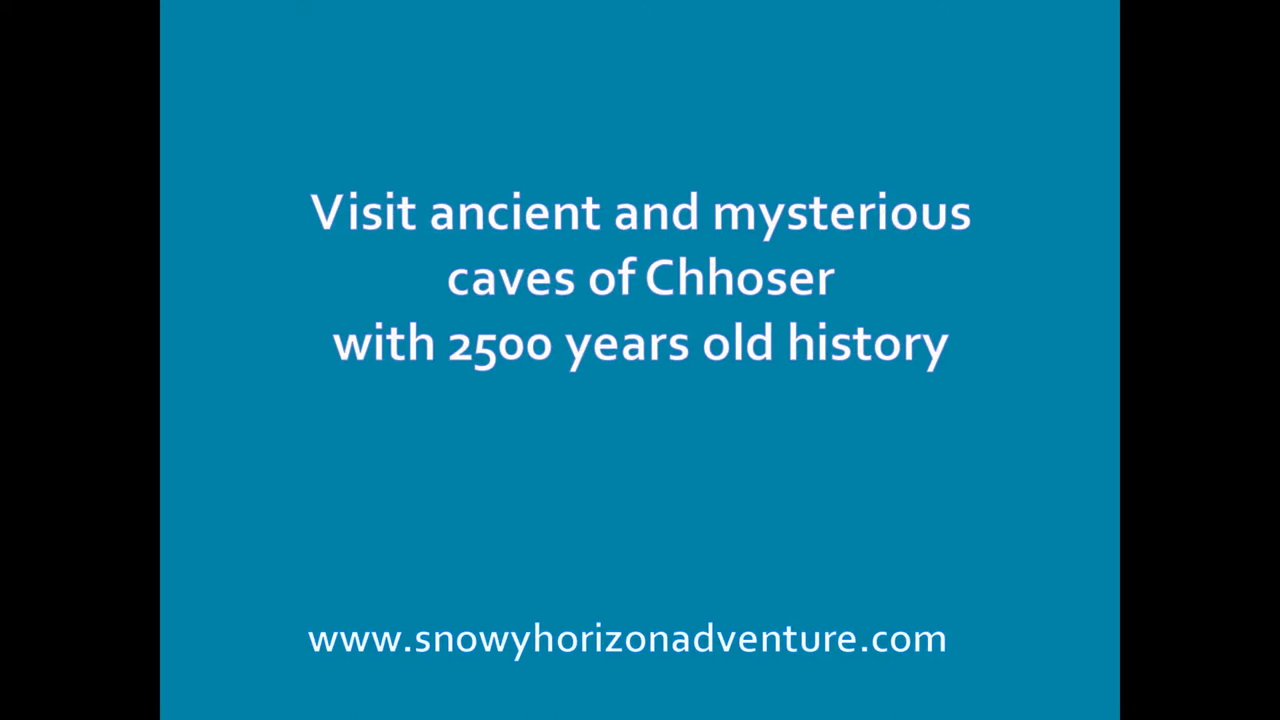 Visit ancient and mysterious
caves of Chhoser
with 2500 years old history
www.snowyhorizonadventure.com